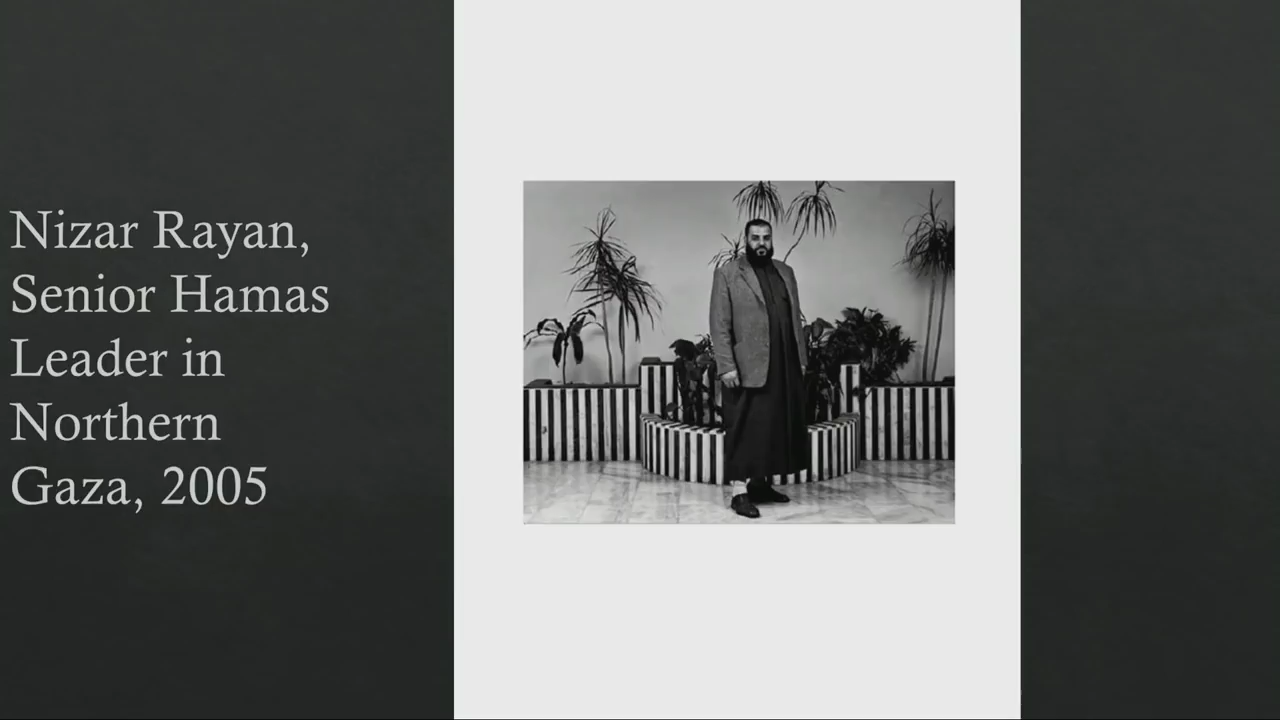 Nizar Rayan,
Senior Hamas
Leader in
Northern
Gaza, 2005